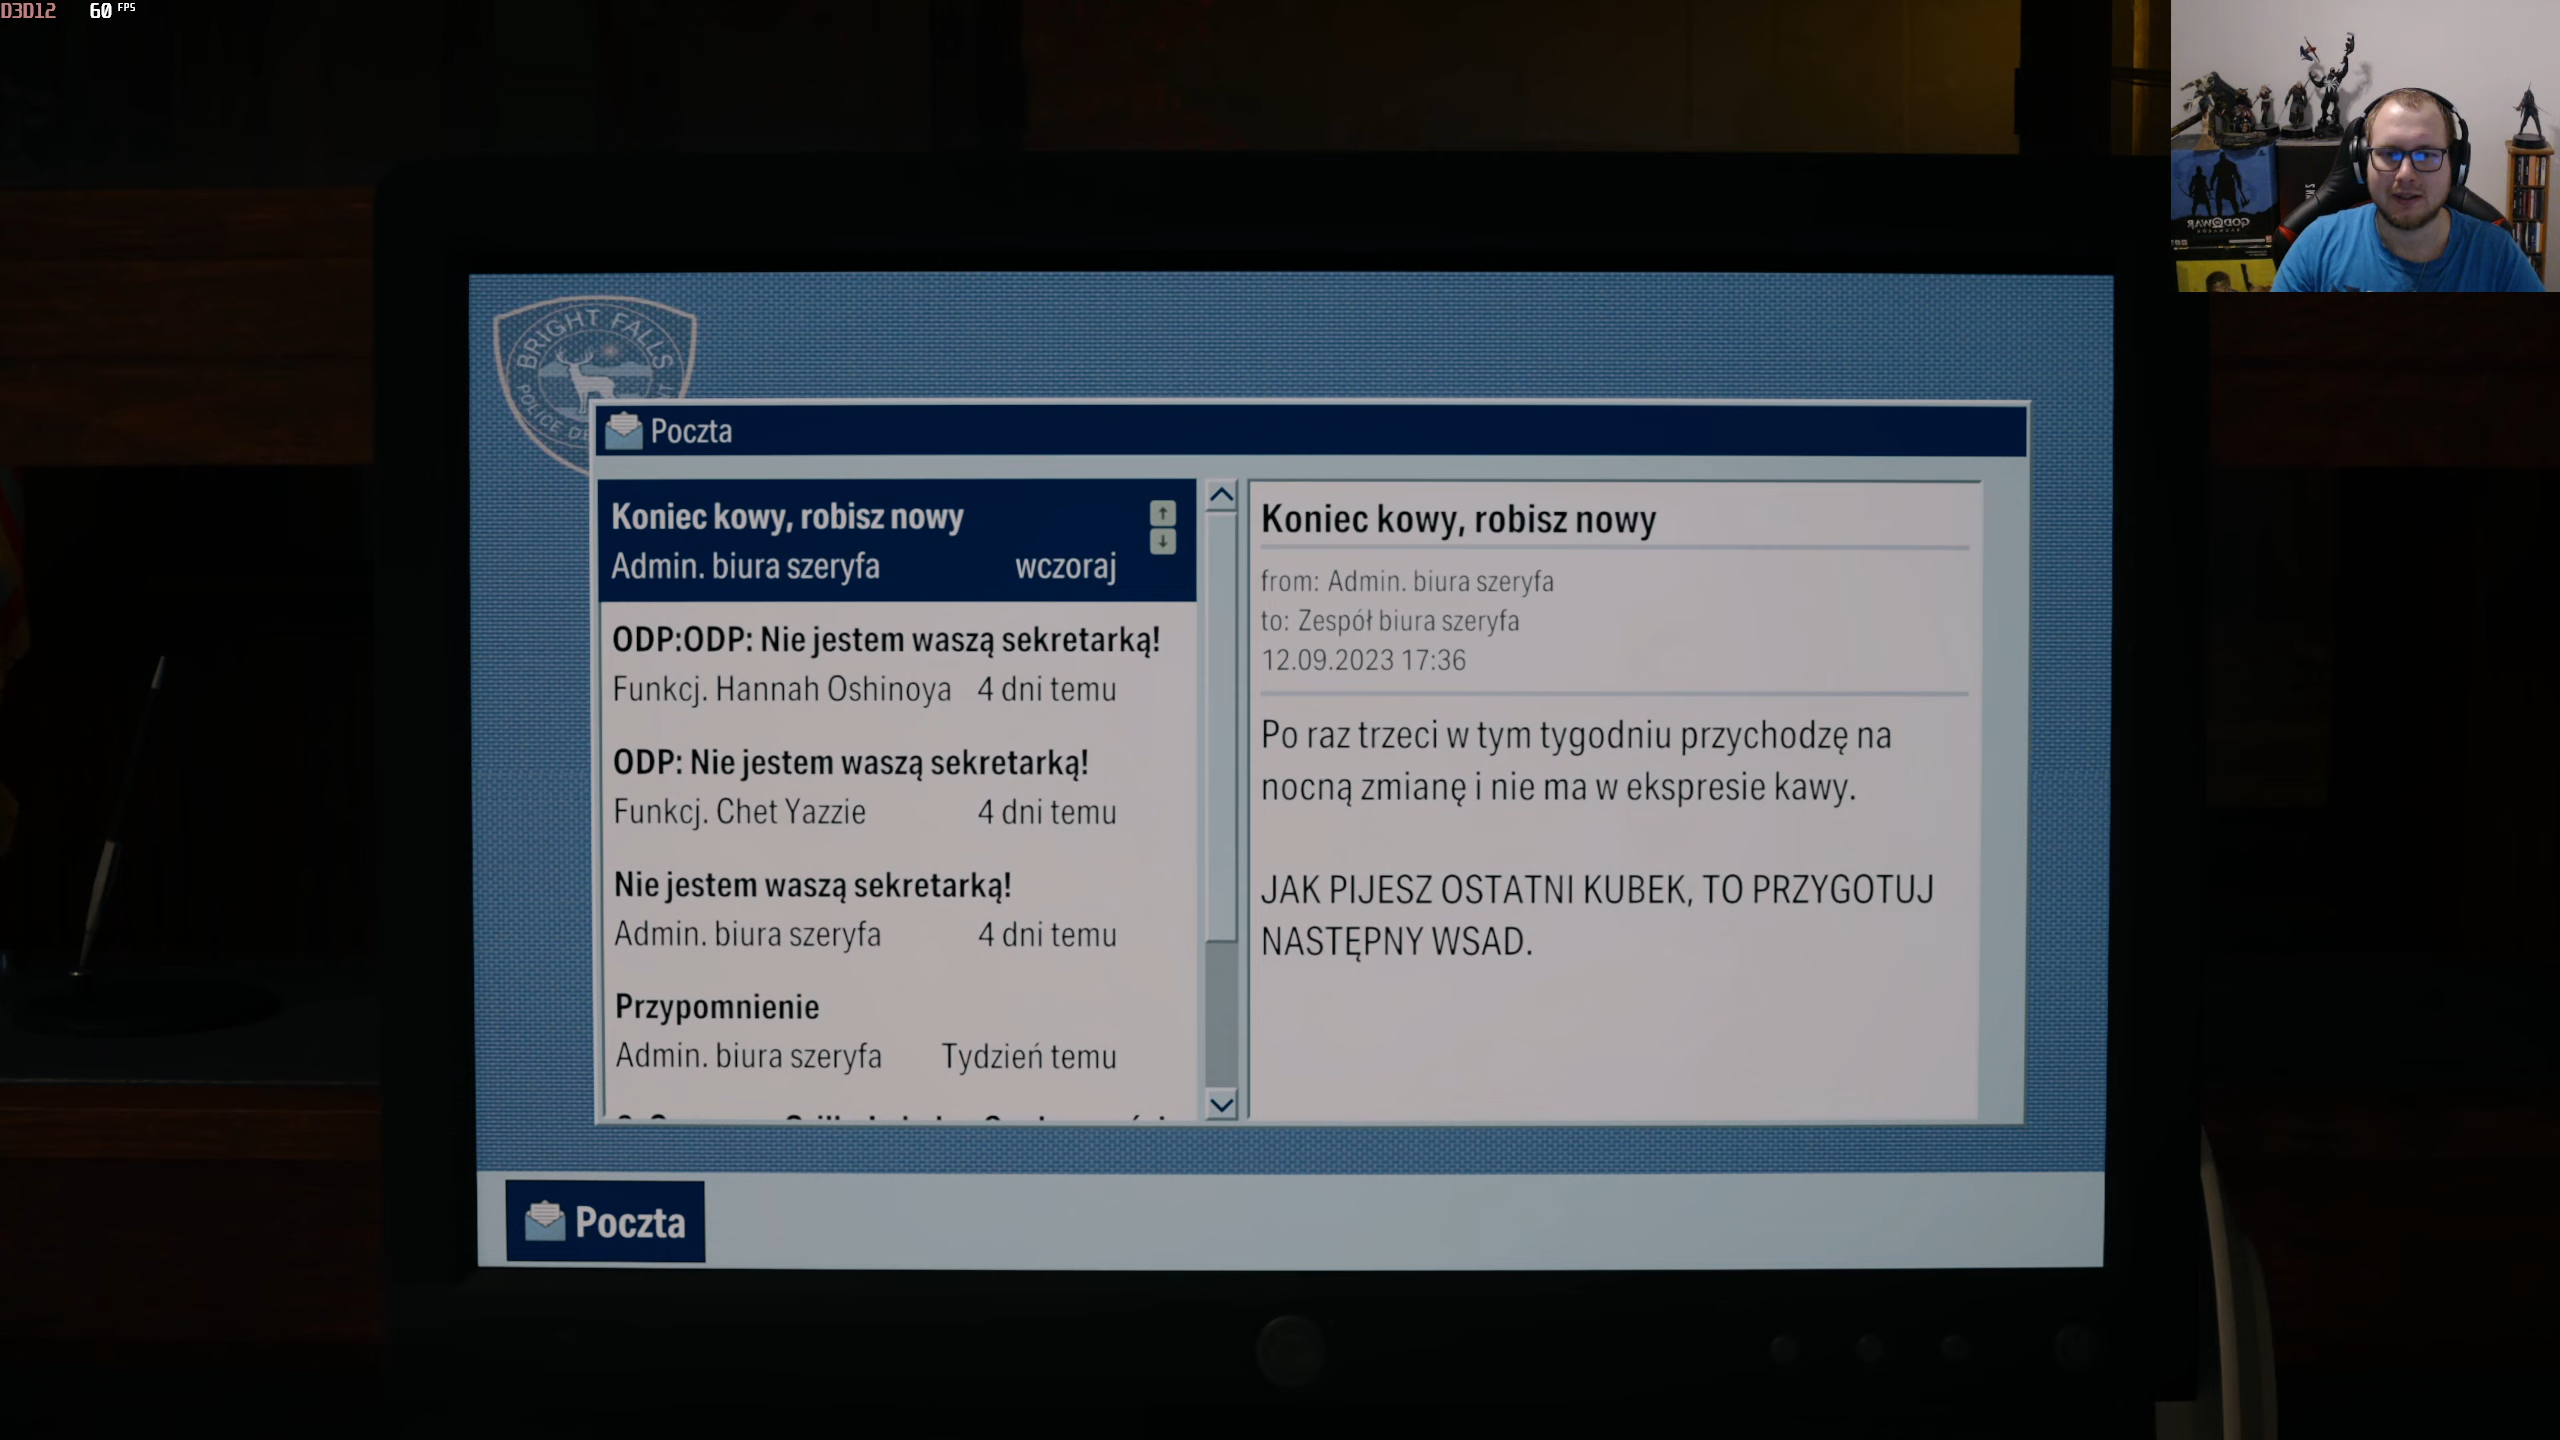 D3D12 60 FPS
BRIGHT FALLS
POLICE
Poczta
Koniec kowy, robisz nowy
Admin. biura szeryfa wczoraj
ODP:ODP: Nie jestem waszą sekretarką!
Funkcj. Hannah Oshinoya 4 dni temu
ODP: Nie jestem waszą sekretarką!
Funkcj. Chet Yazzie 4 dni temu
Nie jestem waszą sekretarką!
Admin. biura szeryfa 4 dni temu
Przypomnienie
Admin. biura szeryfa Tydzień temu
Koniec kowy, robisz nowy
from: Admin. biura szeryfa
to: Zespół biura szeryfa
12.09.2023 17:36
Po raz trzeci w tym tygodniu przychodzę na
nocną zmianę i nie ma w ekspresie kawy.
JAK PIJESZ OSTATNI KUBEK, TO PRZYGOTUJ
NASTĘPNY WSAD.
Poczta
GOD OF WAR